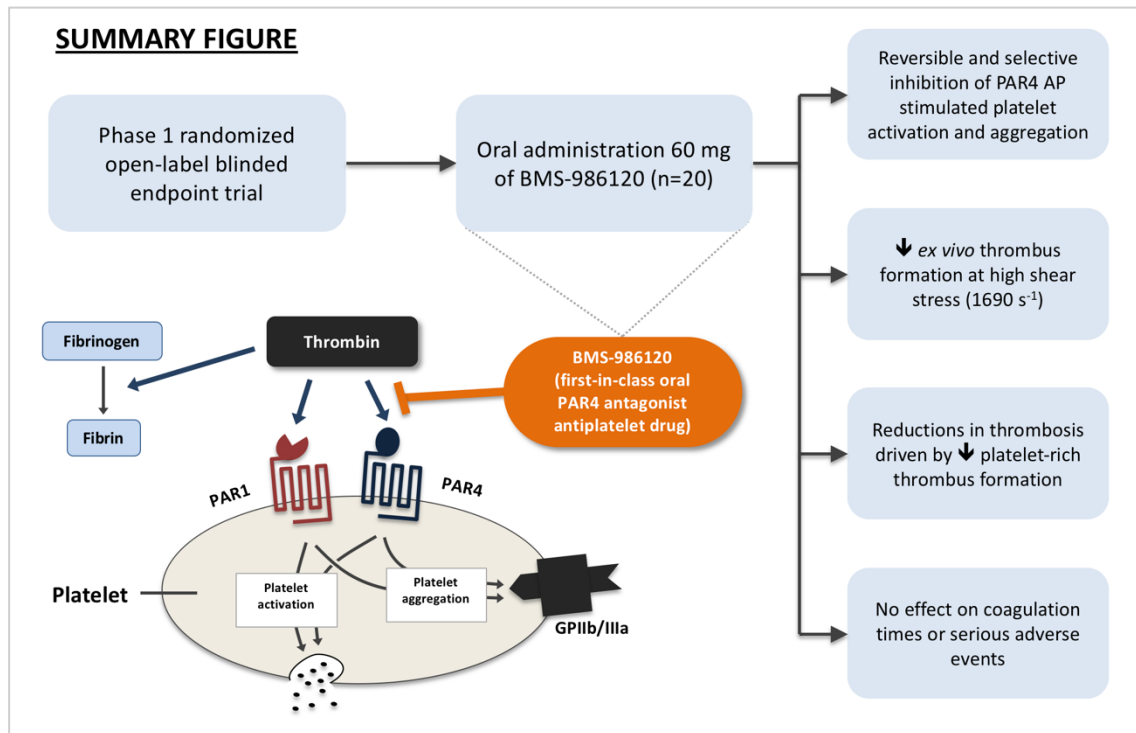 SUMMARY FIGURE
Phase 1 randomized
open-label blinded
endpoint trial
Oral administration 60 mg
of BMS-986120 (n=20)
Reversible and selective
inhibition of PAR4 AP
stimulated platelet
activation and aggregation
🡻 ex vivo thrombus
formation at high shear
stress (1690 s⁻¹)
Reductions in thrombosis
driven by 🡻 platelet-rich
thrombus formation
No effect on coagulation
times or serious adverse
events
Fibrinogen
Fibrin
Thrombin
BMS-986120
(first-in-class oral
PAR4 antagonist
antiplatelet drug)
PAR1
PAR4
Platelet
Platelet
activation
Platelet
aggregation
GPIIb/IIIa